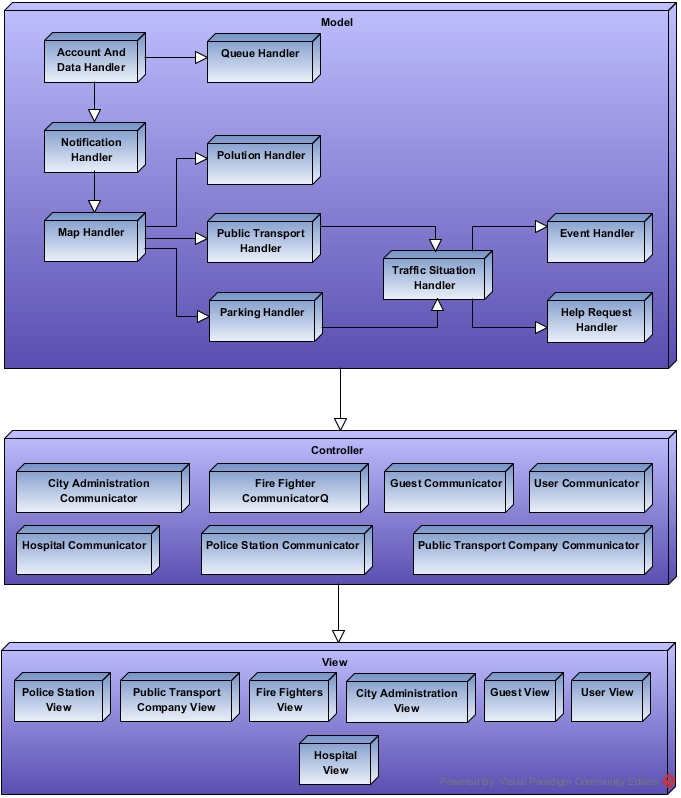 Model
Account And
Data Handler
Queue Handler
Notification
Handler
Polution Handler
Map Handler
Public Transport
Handler
Traffic Situation
Handler
Event Handler
Parking Handler
Help Request
Handler
Controller
City Administration
Communicator
Fire Fighter
CommunicatorQ
Guest Communicator
User Communicator
Hospital Communicator
Police Station Communicator
Public Transport Company Communicator
View
Police Station
View
Public Transport
Company View
Fire Fighters
View
City Administration
View
Guest View
User View
Hospital
View
Powered By Visual Paradigm Community Edition